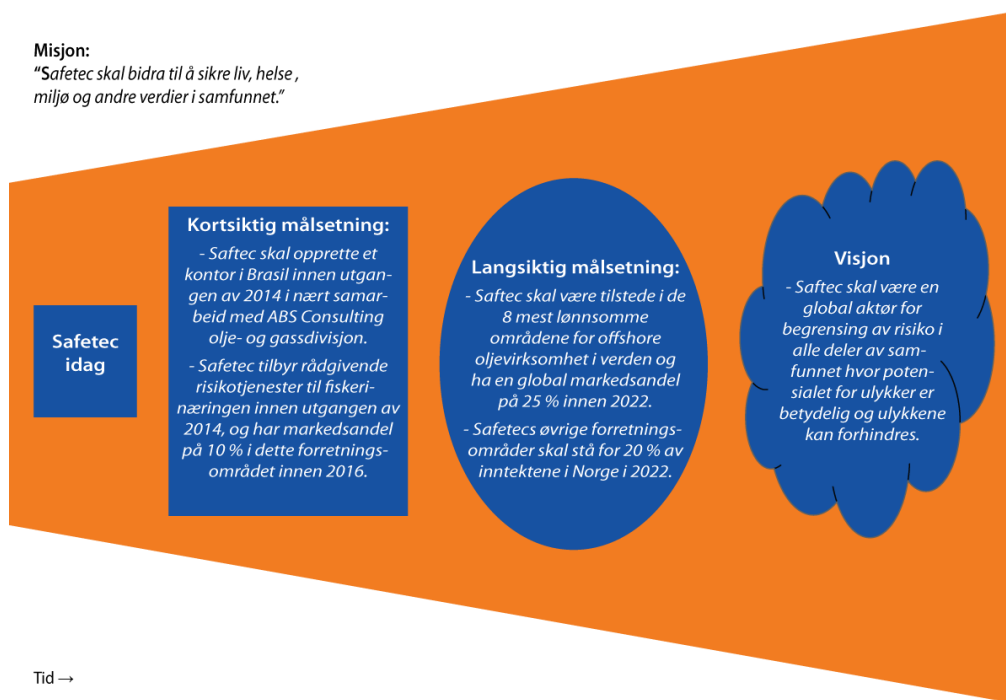 Misjon:
“Safetec skal bidra til å sikre liv, helse ,
miljø og andre verdier i samfunnet.”
Safetec
idag
Kortsiktig målsetning:
- Saftec skal opprette et
kontor i Brasil innen utgan-
gen av 2014 i nært samar-
beid med ABS Consulting
olje- og gassdivisjon.
- Safetec tilbyr rådgivende
risikotjenester til fiskeri-
næringen innen utgangen av
2014, og har markedsandel
på 10 % i dette forretnings-
området innen 2016.
Langsiktig målsetning:
- Saftec skal være tilstede i de
8 mest lønnsomme
områdene for offshore
oljevirksomhet i verden og
ha en global markedsandel
på 25 % innen 2022.
- Safetecs øvrige forretnings-
områder skal stå for 20 % av
inntektene i Norge i 2022.
Visjon
- Saftec skal være en
global aktør for
begrensing av risiko i
alle deler av sam-
funnet hvor poten-
sialet for ulykker er
betydelig og ulykkene
kan forhindres.
Tid →